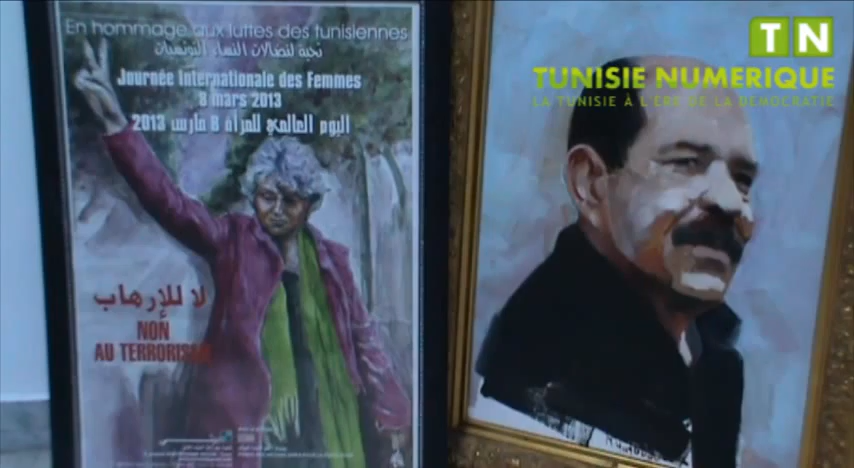 En hommage aux luttes des tunisiennes
تحية لنضالات النساء التونسيات
Journée Internationale des Femmes
8 mars 2013
اليوم العالمي للمرأة 8 مارس 2013
لا للإرهاب
NON
AU TERRORISME
TN
TUNISIE NUMERIQUE
LA TUNISIE À L'ERE DE LA DEMOCRATIE